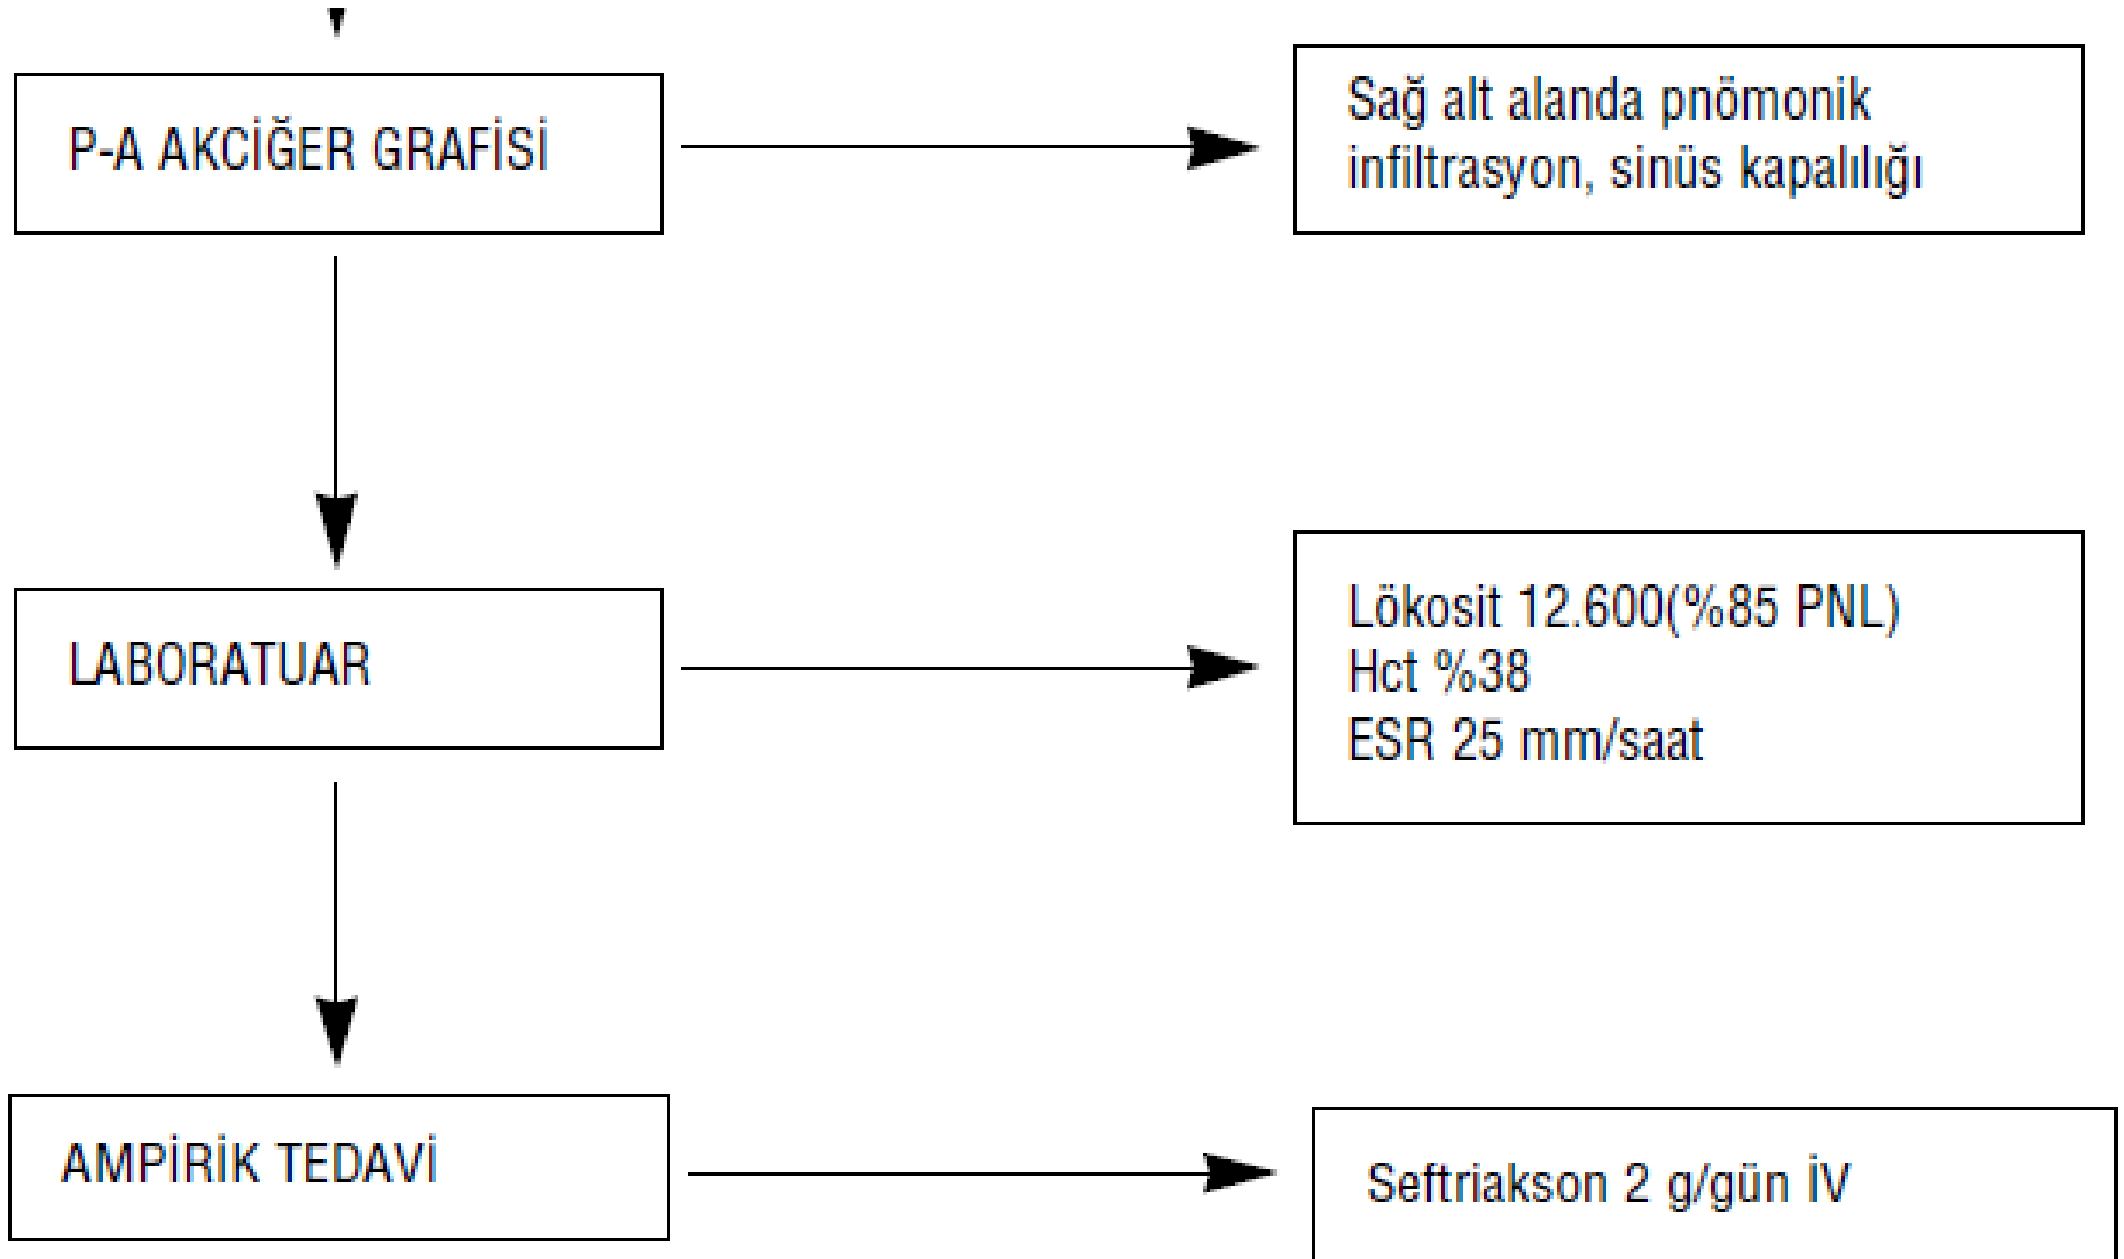 P-A AKCİĞER GRAFİSİ
Sağ alt alanda pnömonik
infiltrasyon, sinüs kapalılığı
LABORATUAR
Lökosit 12.600(%85 PNL)
Hct %38
ESR 25 mm/saat
AMPİRİK TEDAVİ
Seftriakson 2 g/gün İV